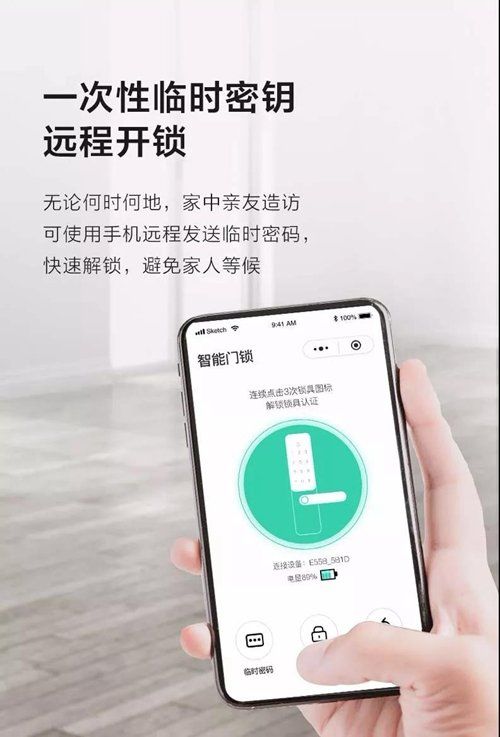 一次性临时密钥
远程开锁
无论何时何地，家中亲友造访
可使用手机远程发送临时密码，
快速解锁，避免家人等候
Sketch
9:41 AM
100%
智能门锁
连续点击3次锁具图标
解锁锁具认证
连接设备：E55B_5B1D
电量89%
临时密码